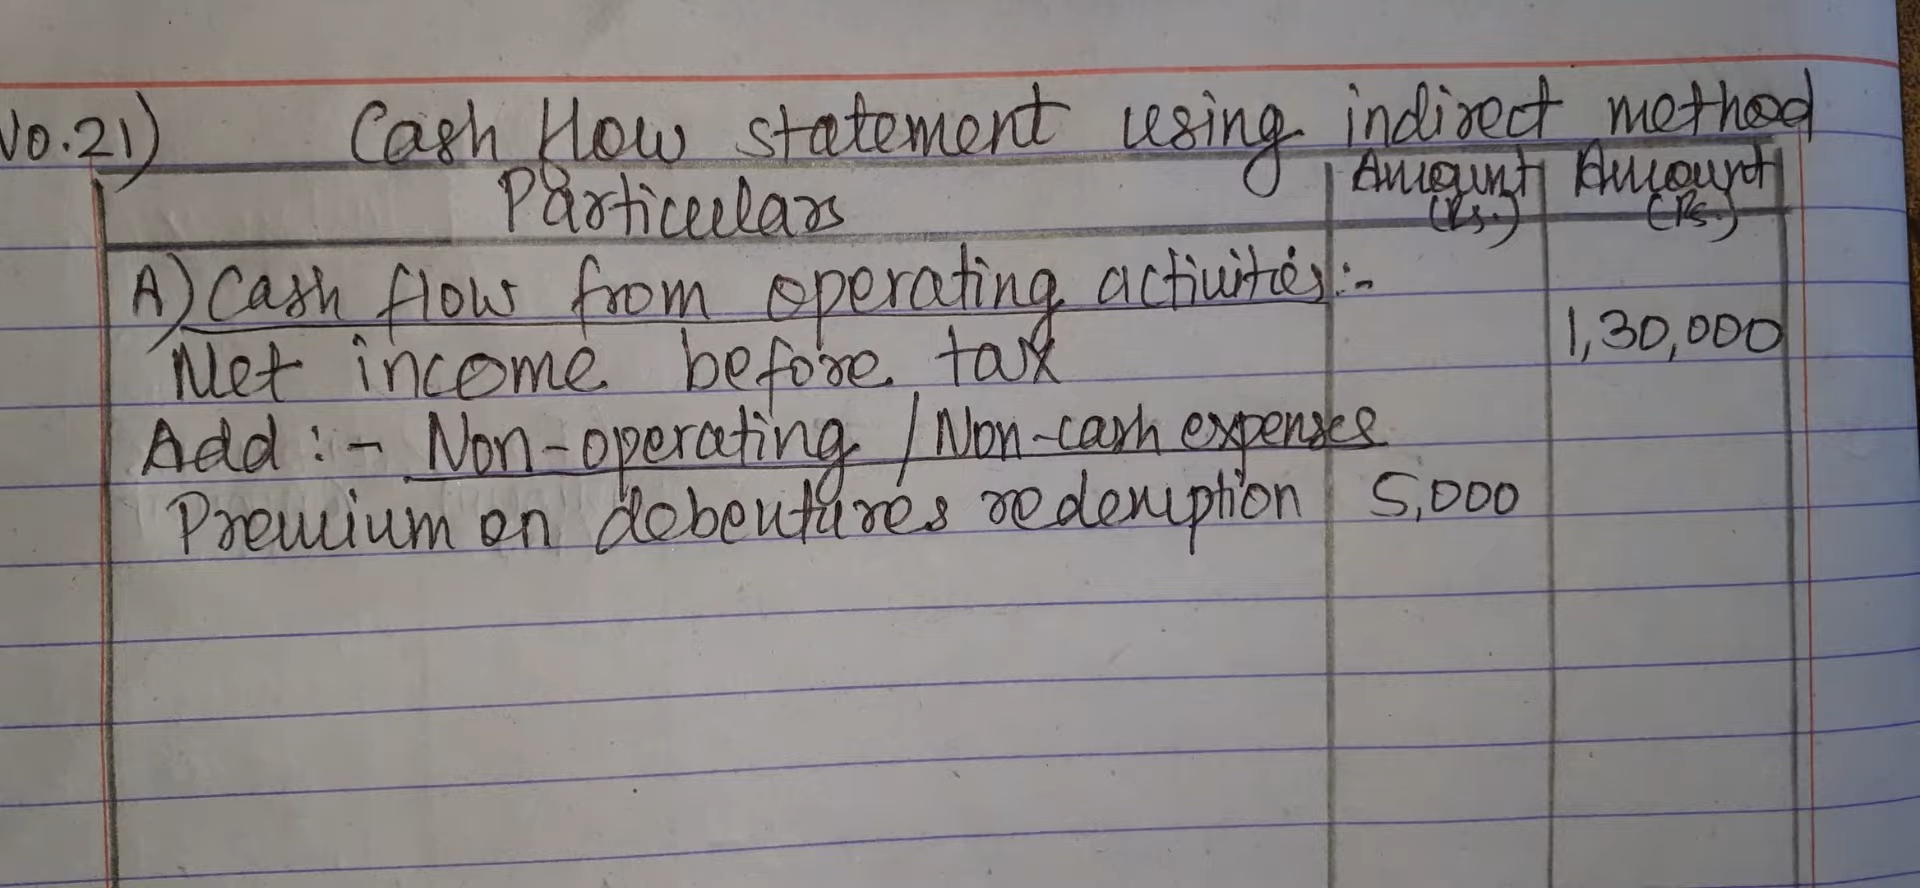 No.21) Cash flow statement using indirect method
Particulars Amount (Rs.) Amount (Rs.)
A) Cash flow from operating activities:-
Net income before tax 1,30,000
Add :- Non-operating / Non-cash expenses
Premium on debentures redemption 5,000